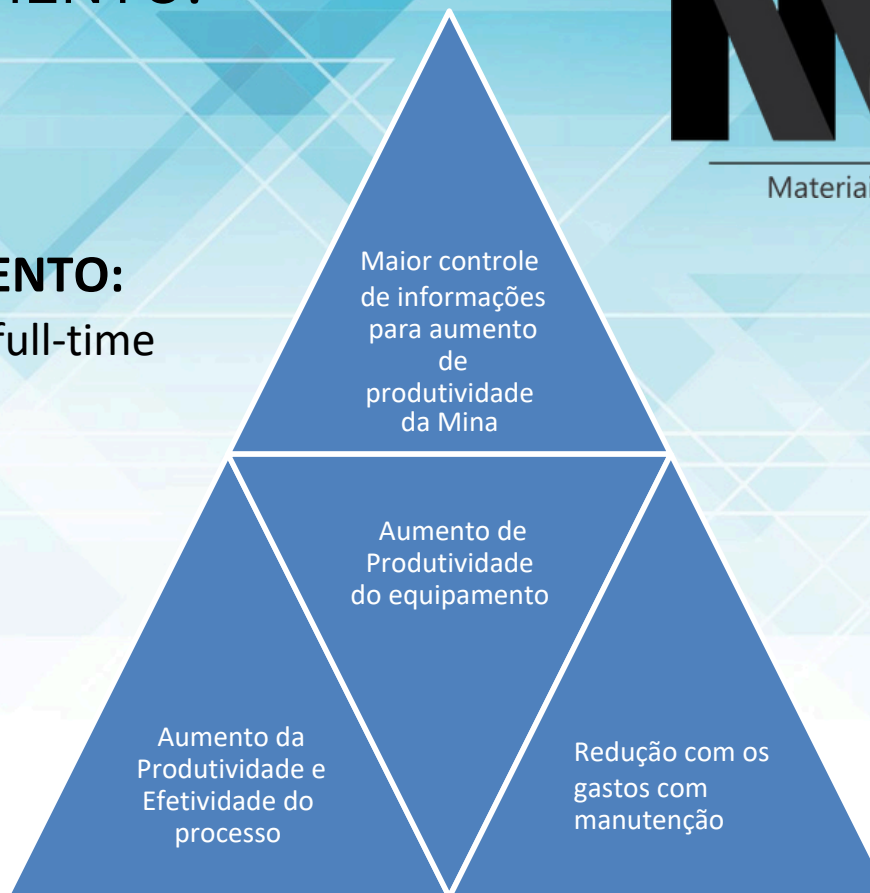 MENTO:
Materiai
ENTO:
full-time
Maior controle
de informações
para aumento
de
produtividade
da Mina
Aumento de
Produtividade
do equipamento
Aumento da
Produtividade e
Efetividade do
processo
Redução com os
gastos com
manutenção